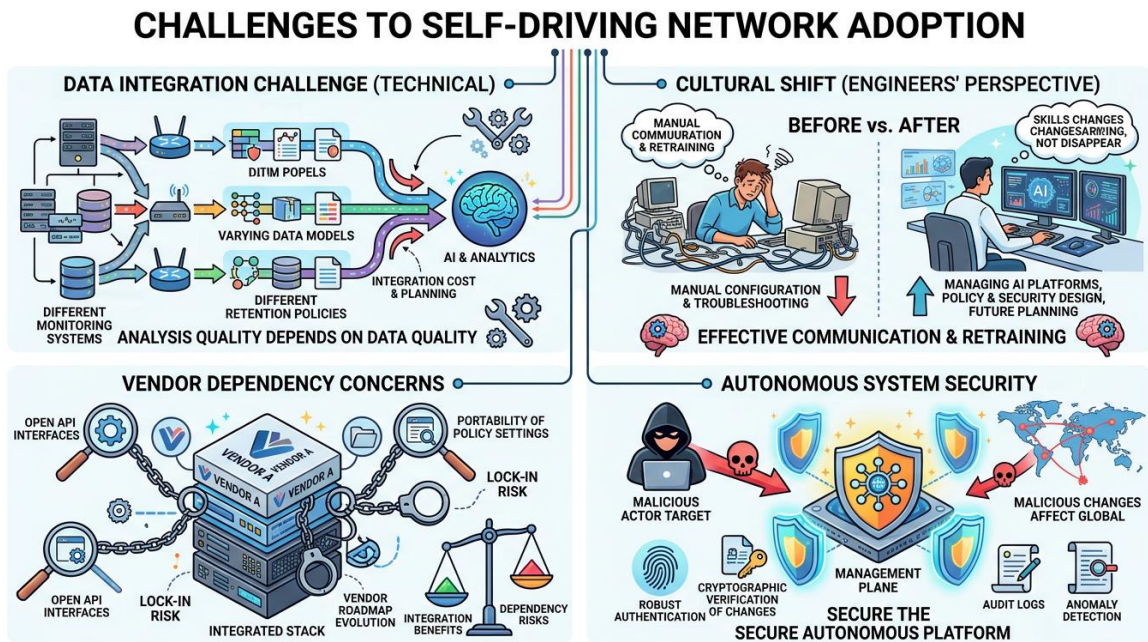 CHALLENGES TO SELF-DRIVING NETWORK ADOPTION
DATA INTEGRATION CHALLENGE (TECHNICAL)
DITIM POPELS
VARYING DATA MODELS
DIFFERENT
RETENTION POLICIES
AI & ANALYTICS
INTEGRATION COST
& PLANNING
DIFFERENT
MONITORING
SYSTEMS
ANALYSIS QUALITY DEPENDS ON DATA QUALITY
CULTURAL SHIFT (ENGINEERS' PERSPECTIVE)
MANUAL
& RETRAINING
BEFORE vs. AFTER
SKILLS CHANGES
NOT DISAPPEAR
AI
MANUAL CONFIGURATION
& TROUBLESHOOTING
MANAGING AI PLATFORMS,
POLICY & SECURITY DESIGN,
FUTURE PLANNING
EFFECTIVE COMMUNICATION & RETRAINING
VENDOR DEPENDENCY CONCERNS
OPEN API
INTERFACES
VENDOR A
VENDOR A
VENDOR A
VENDOR A
PORTABILITY OF
POLICY SETTINGS
LOCK-IN
RISK
OPEN API
INTERFACES
LOCK-IN
RISK
INTEGRATED STACK
VENDOR
ROADMAP
EVOLUTION
INTEGRATION
BENEFITS
DEPENDENCY
RISKS
AUTONOMOUS SYSTEM SECURITY
MALICIOUS
ACTOR TARGET
MALICIOUS CHANGES
AFFECT GLOBAL
ROBUST
AUTHENTICATION
CRYPTOGRAPHIC
VERIFICATION
OF CHANGES
MANAGEMENT
PLANE
AUDIT LOGS
ANOMALY
DETECTION
SECURE THE
SECURE AUTONOMOUS PLATFORM